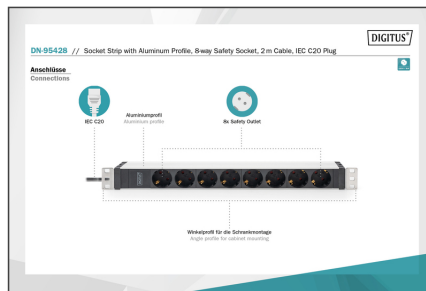 DIGITUS®
DN-95428 // Socket Strip with Aluminum Profile, 8-way Safety Socket, 2 m Cable, IEC C20 Plug
Anschlüsse
Connections
IEC C20
Aluminiumprofil
Aluminium profile
8x Safety Outlet
Winkelprofil für die Schrankmontage
Angle profile for cabinet mounting